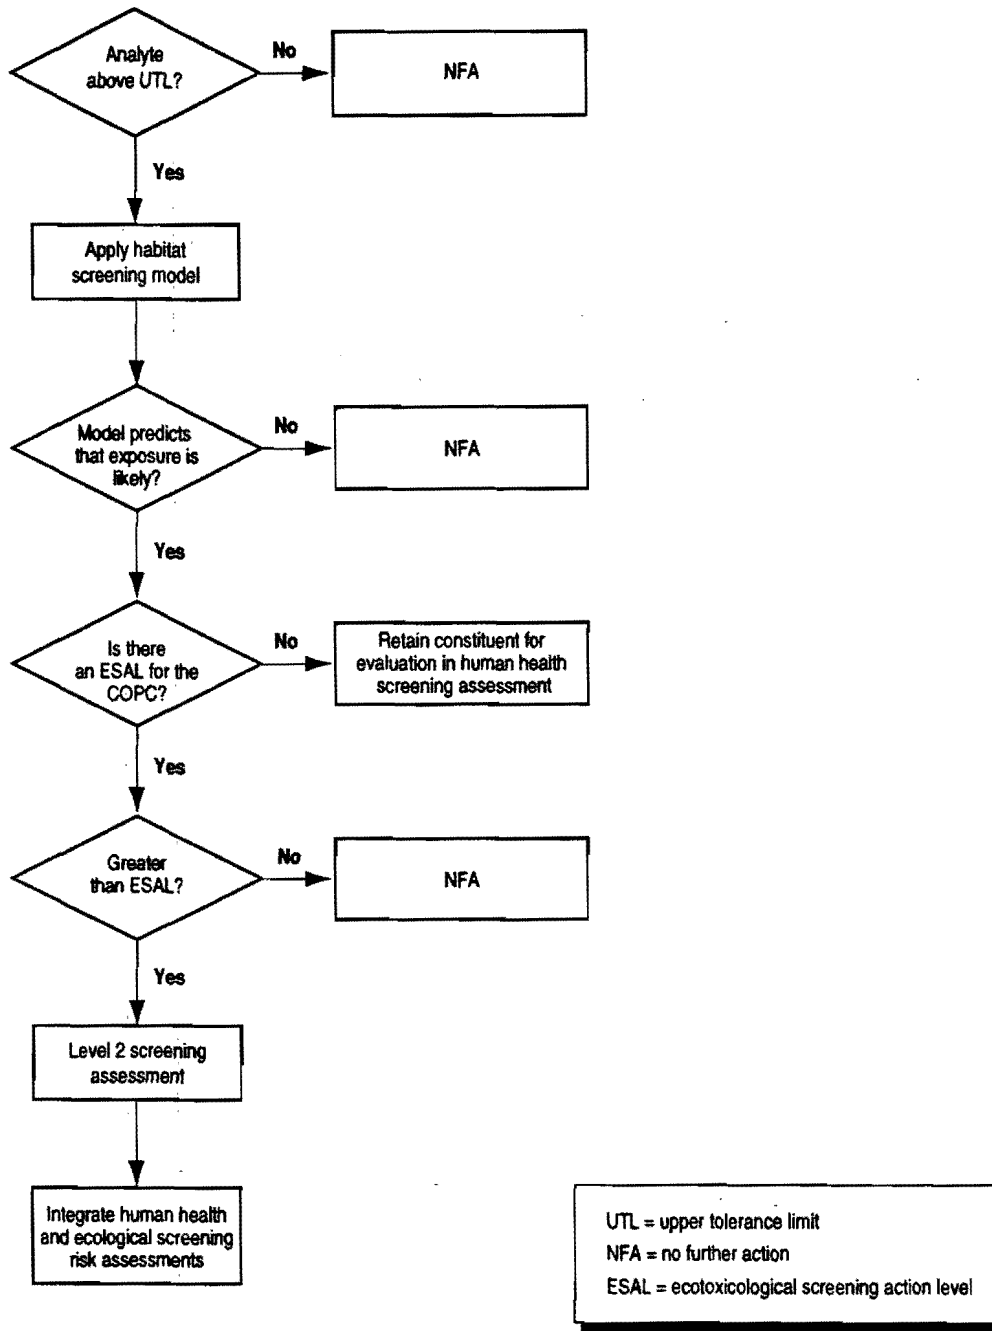 Analyte
above UTL?
No
NFA
Yes
Apply habitat
screening model
Model predicts
that exposure is
likely?
No
NFA
Yes
Is there
an ESAL for the
COPC?
No
Retain constituent for
evaluation in human health
screening assessment
Yes
Greater
than ESAL?
No
NFA
Yes
Level 2 screening
assessment
Integrate human health
and ecological screening
risk assessments
UTL = upper tolerance limit
NFA = no further action
ESAL = ecotoxicological screening action level